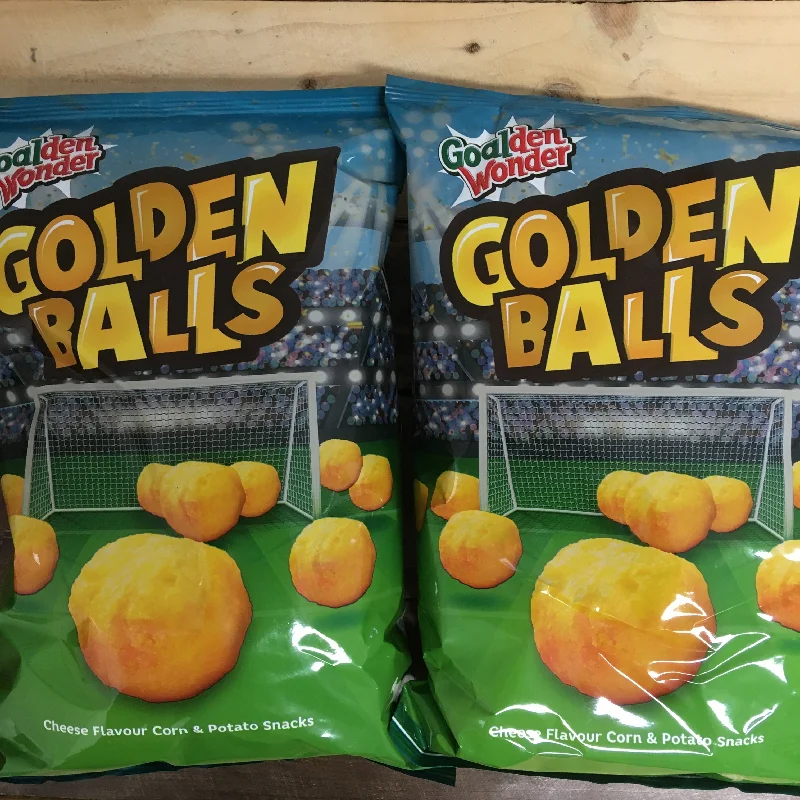 Goalden
Wonder
GOLDEN
BALLS
Cheese Flavour Corn & Potato Snacks
Goalden
Wonder
GOLDEN
BALLS
Cheese Flavour Corn & Potato Snacks